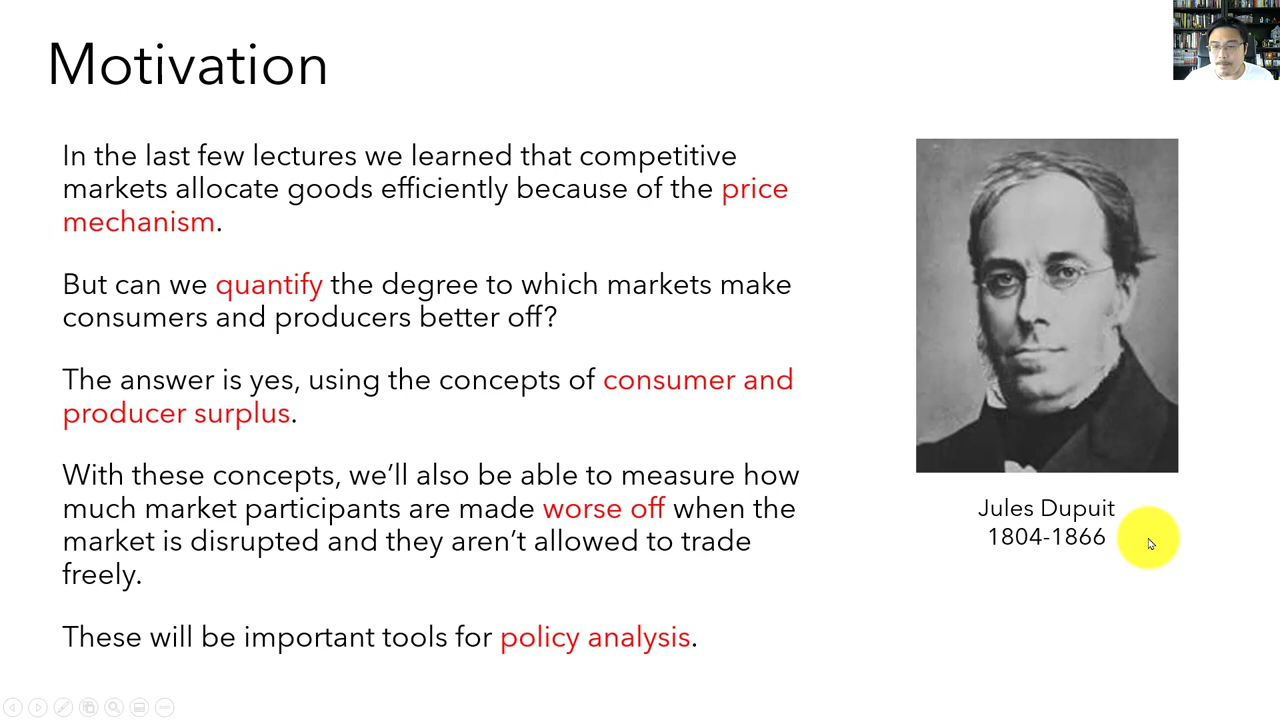 Motivation
In the last few lectures we learned that competitive
markets allocate goods efficiently because of the price
mechanism.
But can we quantify the degree to which markets make
consumers and producers better off?
The answer is yes, using the concepts of consumer and
producer surplus.
With these concepts, we’ll also be able to measure how
much market participants are made worse off when the
market is disrupted and they aren’t allowed to trade
freely.
These will be important tools for policy analysis.
Jules Dupuit
1804-1866